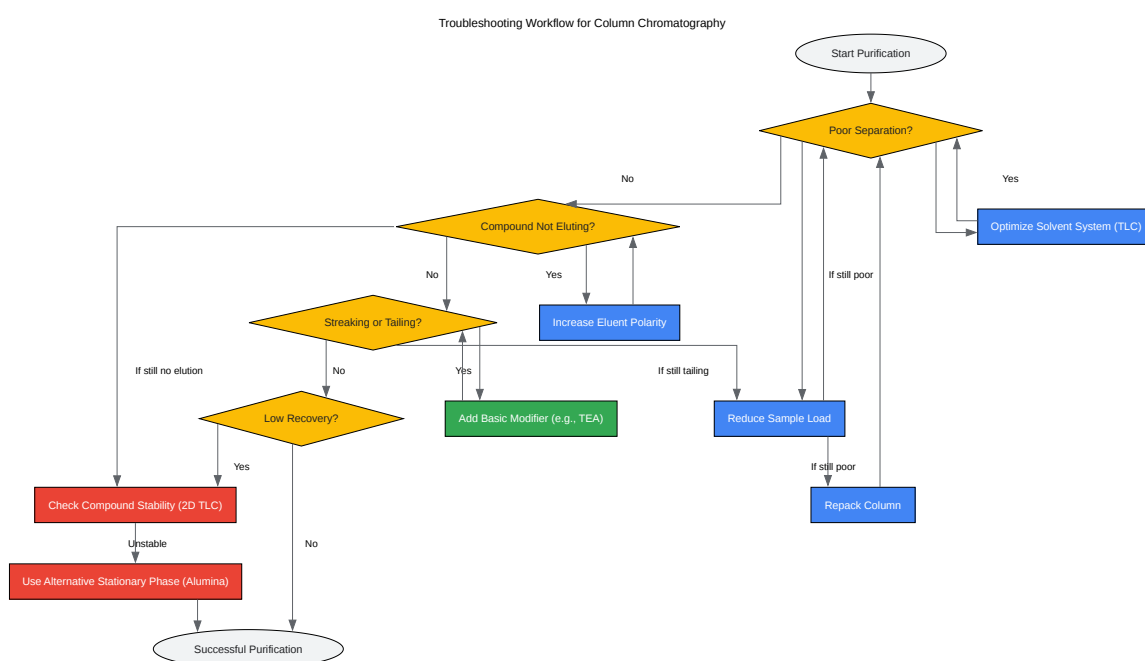 Troubleshooting Workflow for Column Chromatography
Start Purification
Poor Separation?
No
Yes
Compound Not Eluting?
Optimize Solvent System (TLC)
No
Yes
If still poor
Streaking or Tailing?
Increase Eluent Polarity
If still no elution
No
Yes
If still tailing
Low Recovery?
Add Basic Modifier (e.g., TEA)
Reduce Sample Load
Yes
If still poor
Check Compound Stability (2D TLC)
Repack Column
Unstable
No
Use Alternative Stationary Phase (Alumina)
Successful Purification